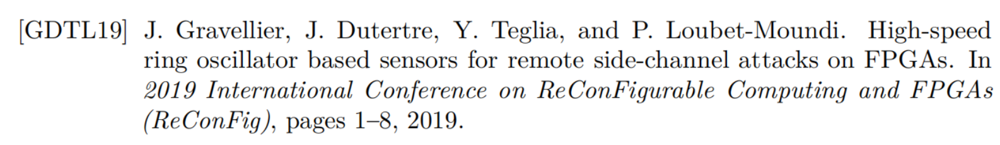 [GDTL19] J. Gravellier, J. Dutertre, Y. Teglia, and P. Loubet-Moundi. High-speed
ring oscillator based sensors for remote side-channel attacks on FPGAs. In
2019 International Conference on ReConFigurable Computing and FPGAs
(ReConFig), pages 1–8, 2019.